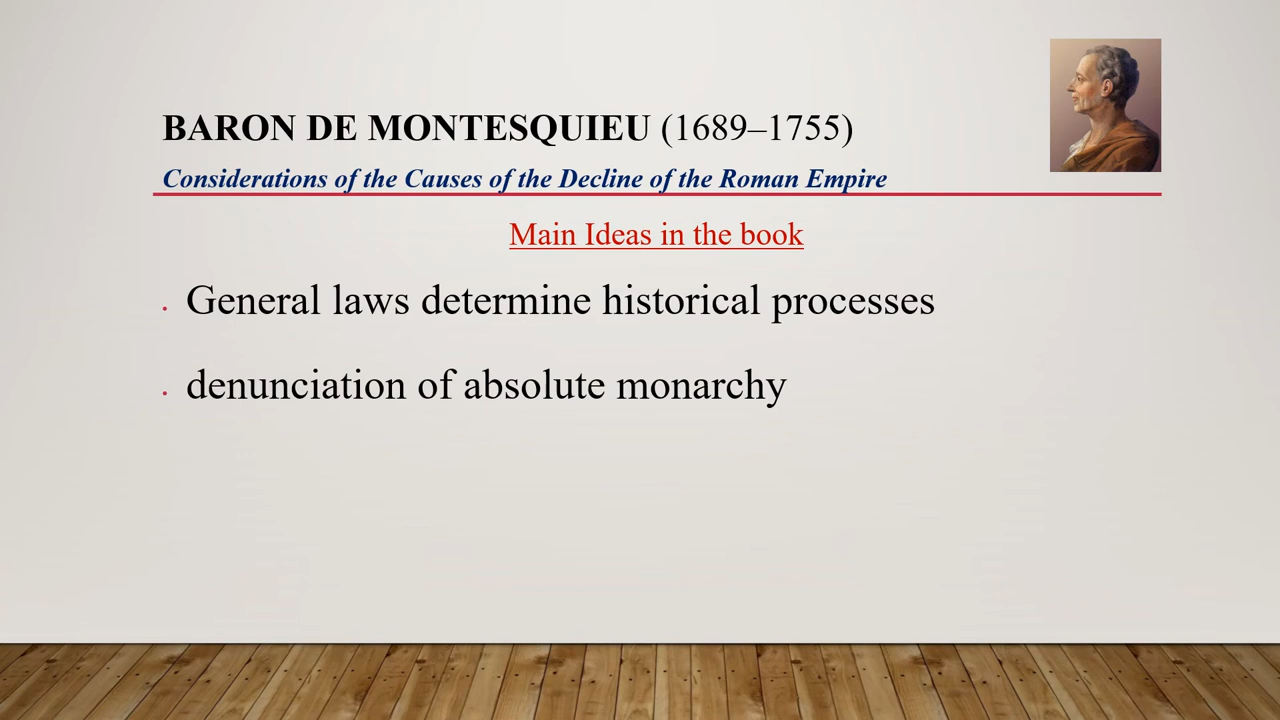 BARON DE MONTESQUIEU (1689–1755)
Considerations of the Causes of the Decline of the Roman Empire
Main Ideas in the book
• General laws determine historical processes
• denunciation of absolute monarchy